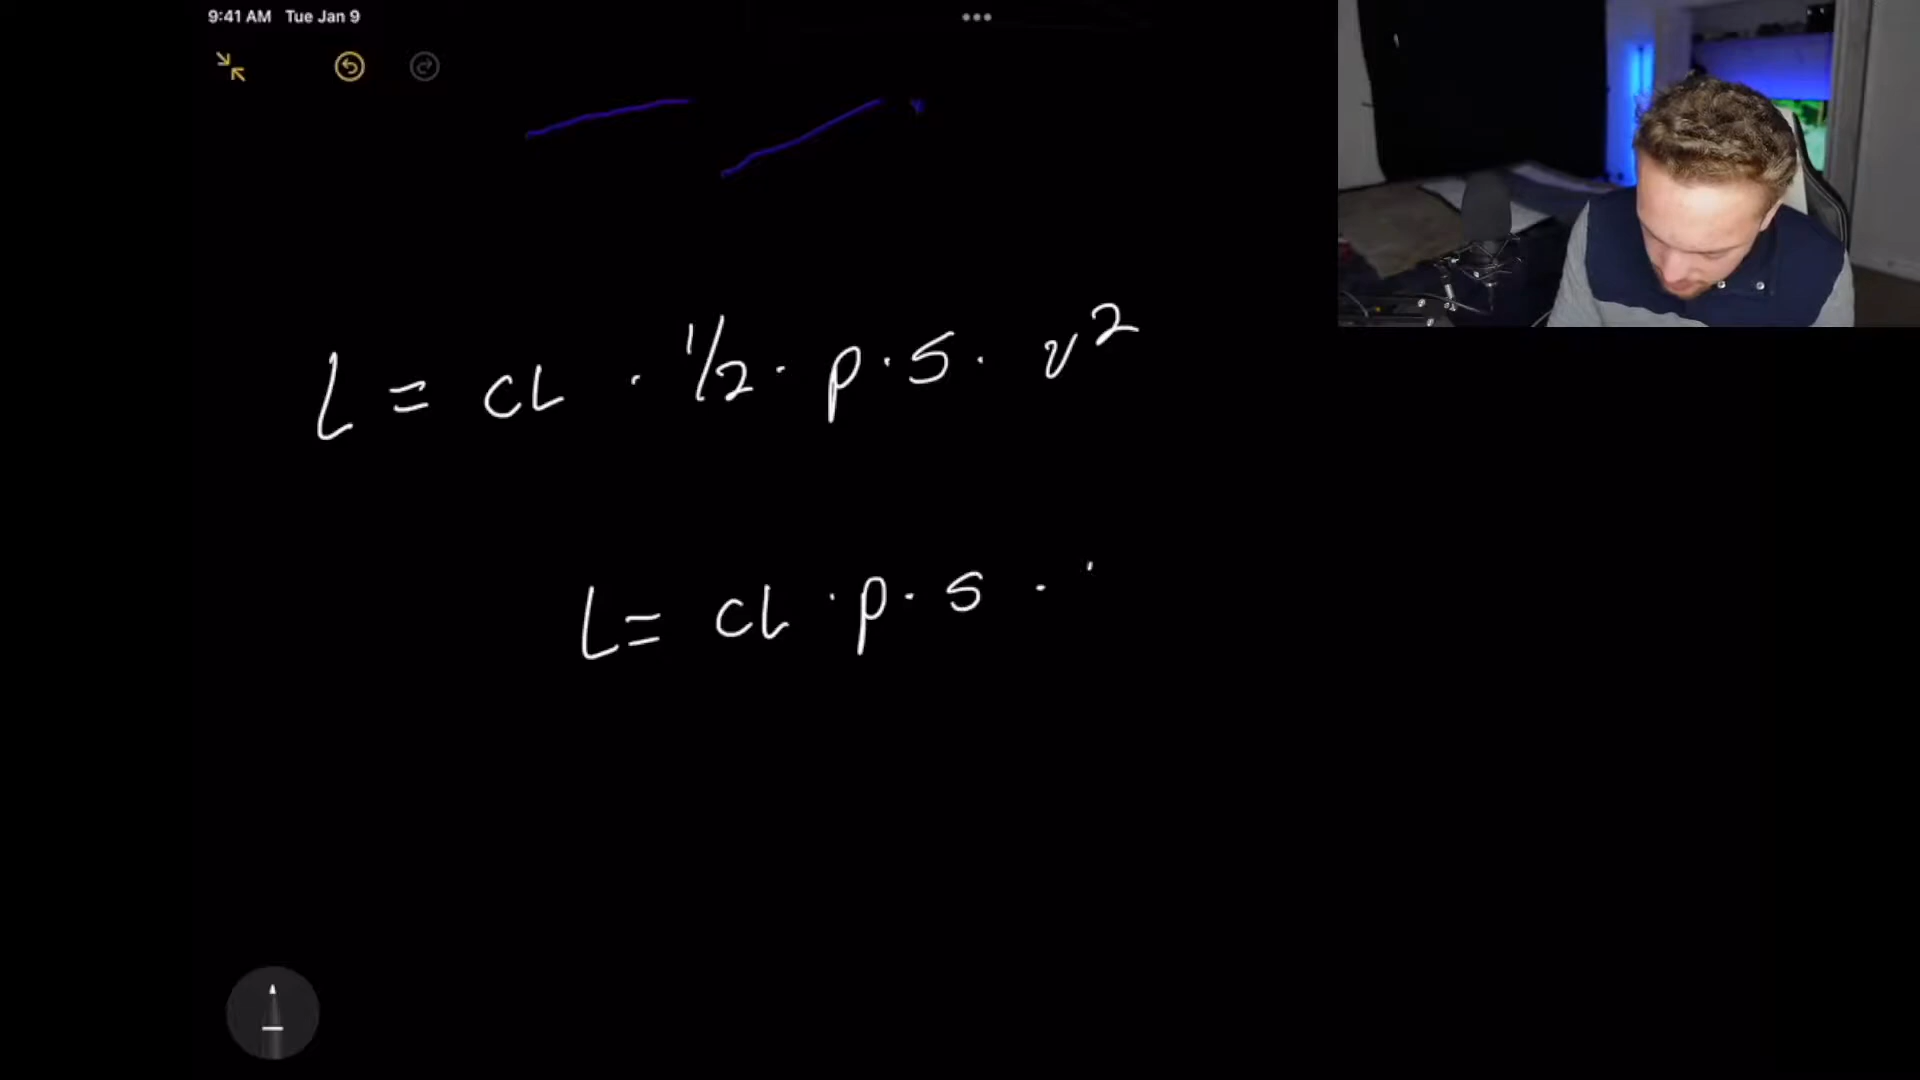 9:41 AM Tue Jan 9
L = CL · 1/2 · p · s · v²
L = CL · p · s ·